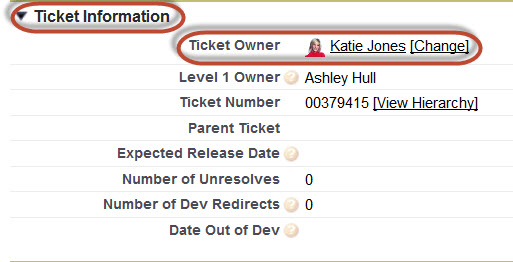 Ticket Information
Ticket Owner Katie Jones [Change]
Level 1 Owner ? Ashley Hull
Ticket Number 00379415 [View Hierarchy]
Parent Ticket
Expected Release Date ?
Number of Unresolves 0
Number of Dev Redirects ? 0
Date Out of Dev ?